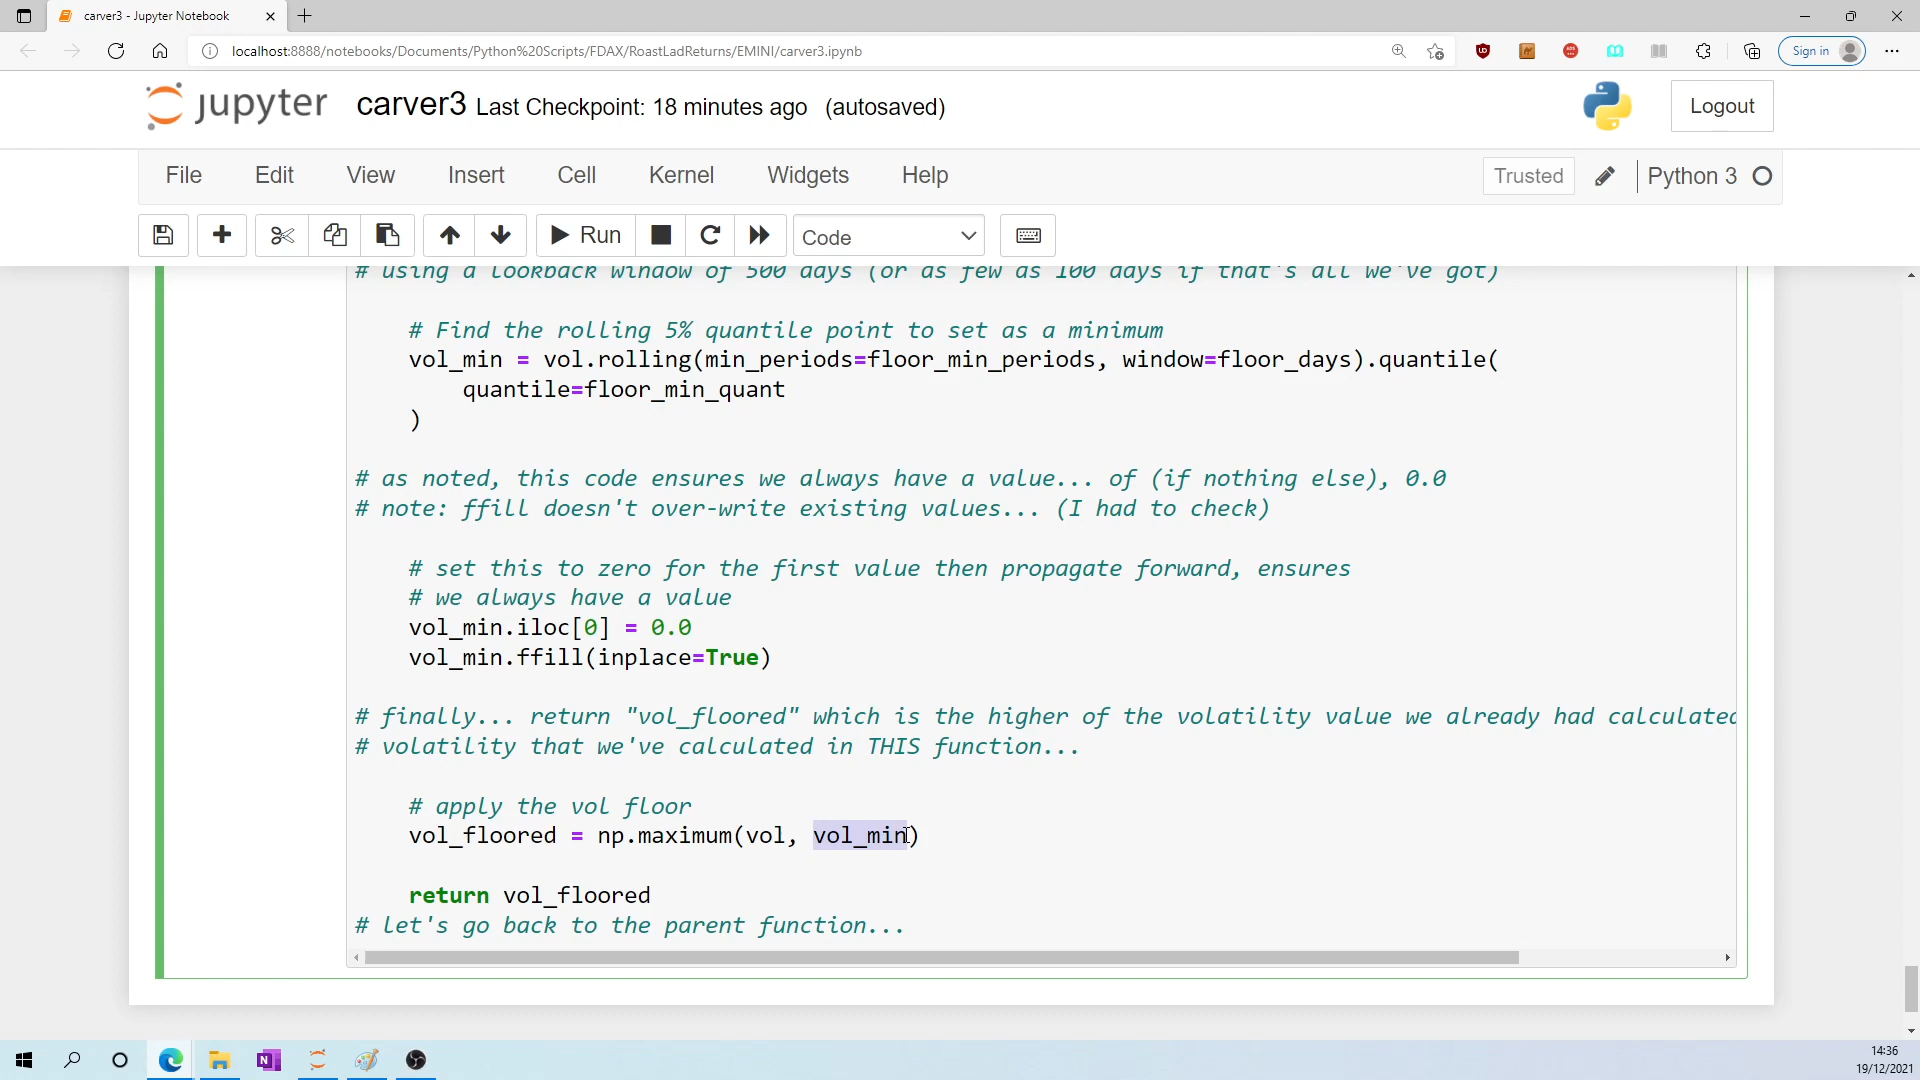 carver3 - Jupyter Notebook
localhost:8888/notebooks/Documents/Python%20Scripts/FDAX/RoastLadReturns/EMINI/carver3.ipynb
Sign in
jupyter carver3 Last Checkpoint: 18 minutes ago (autosaved)
Logout
File Edit View Insert Cell Kernel Widgets Help
Trusted
Python 3
Run
Code
# using a lookback window of 500 days (or as few as 100 days if that's all we've got)
# Find the rolling 5% quantile point to set as a minimum
vol_min = vol.rolling(min_periods=floor_min_periods, window=floor_days).quantile(
quantile=floor_min_quant
)
# as noted, this code ensures we always have a value... of (if nothing else), 0.0
# note: ffill doesn't over-write existing values... (I had to check)
# set this to zero for the first value then propagate forward, ensures
# we always have a value
vol_min.iloc[0] = 0.0
vol_min.ffill(inplace=True)
# finally... return "vol_floored" which is the higher of the volatility value we already had calculated
# volatility that we've calculated in THIS function...
# apply the vol floor
vol_floored = np.maximum(vol, vol_min)
return vol_floored
# let's go back to the parent function...
14:36
19/12/2021